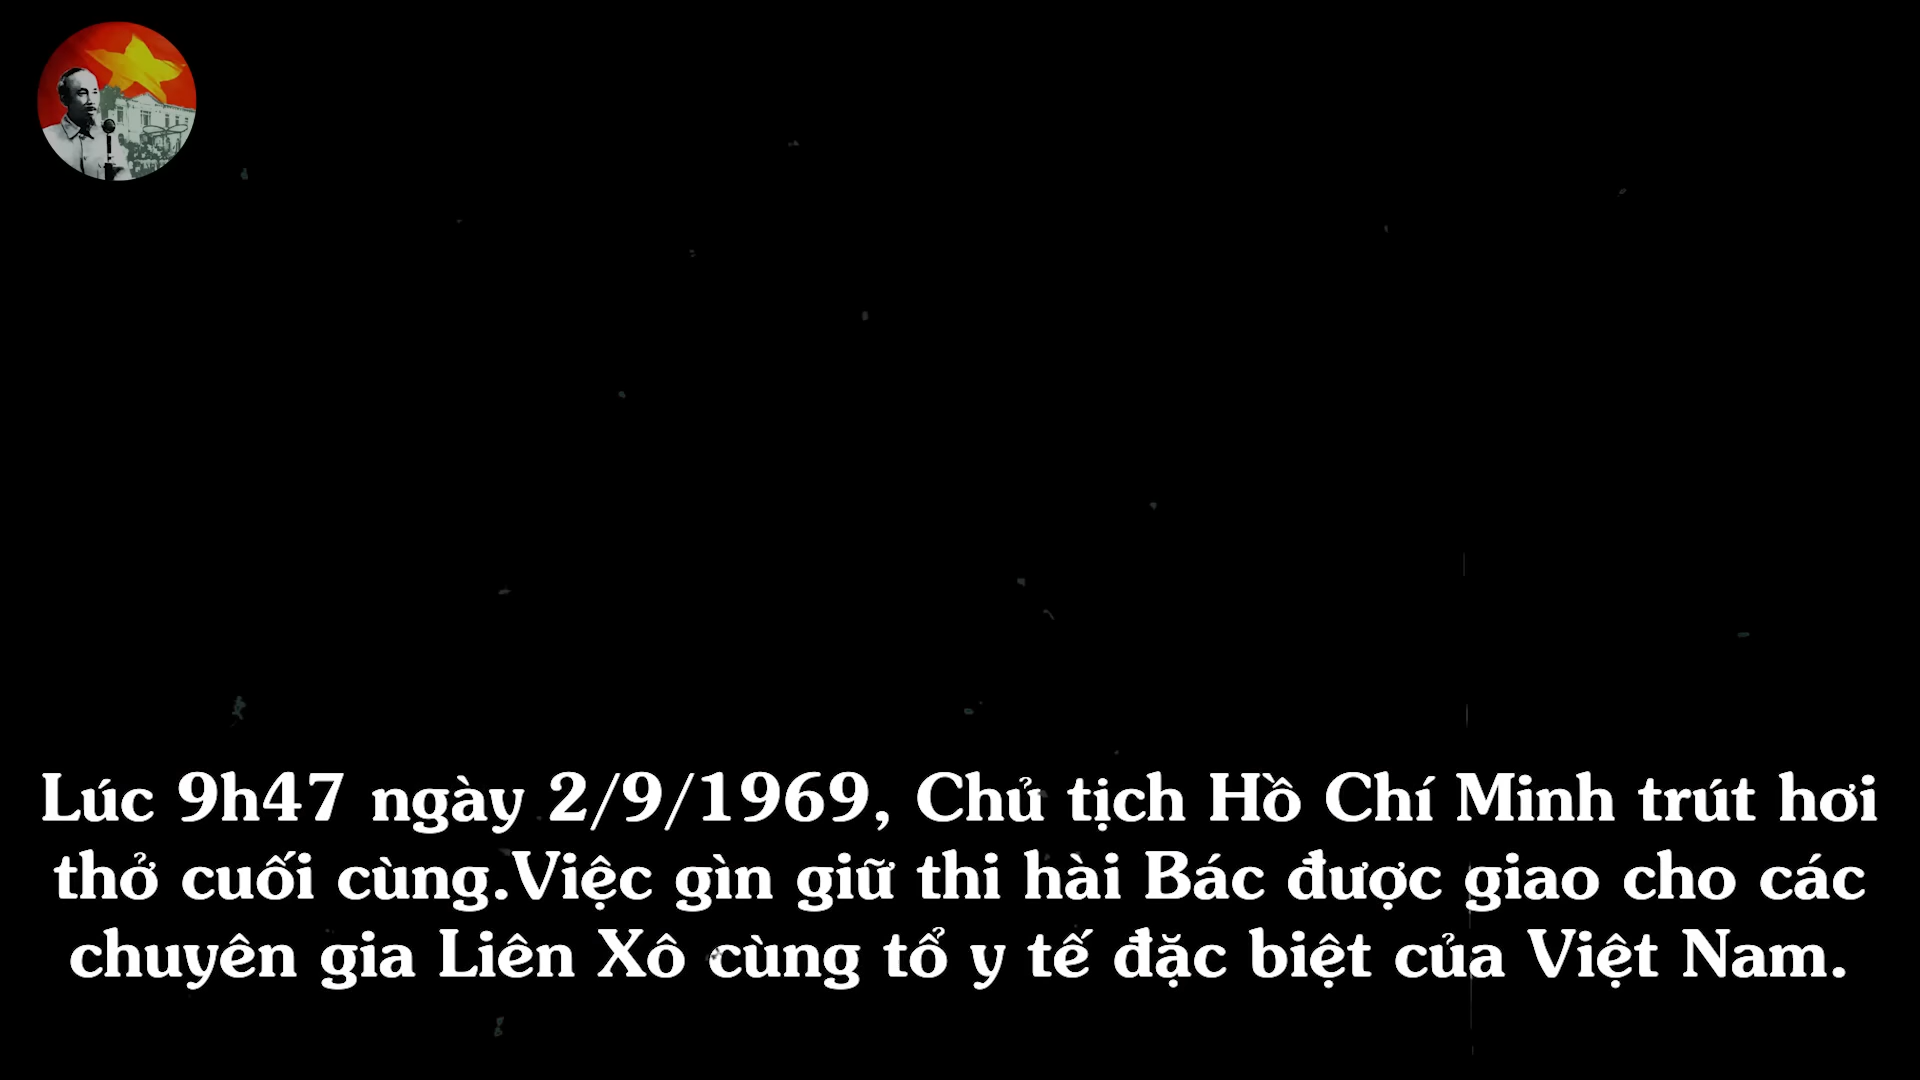 Lúc 9h47 ngày 2/9/1969, Chủ tịch Hồ Chí Minh trút hơi
thở cuối cùng.Việc gìn giữ thi hài Bác được giao cho các
chuyên gia Liên Xô cùng tổ y tế đặc biệt của Việt Nam.